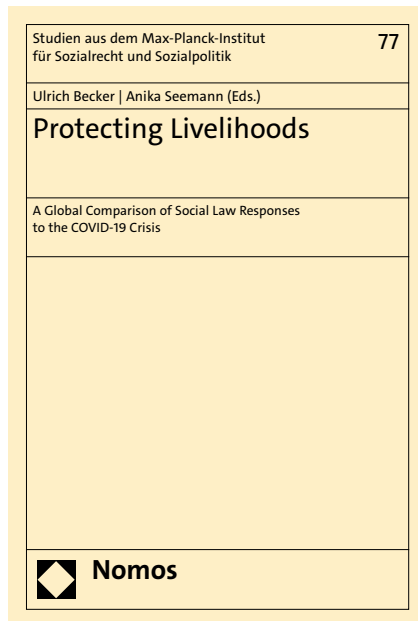 Studien aus dem Max-Planck-Institut
für Sozialrecht und Sozialpolitik
77
Ulrich Becker | Anika Seemann (Eds.)
Protecting Livelihoods
A Global Comparison of Social Law Responses
to the COVID-19 Crisis
Nomos